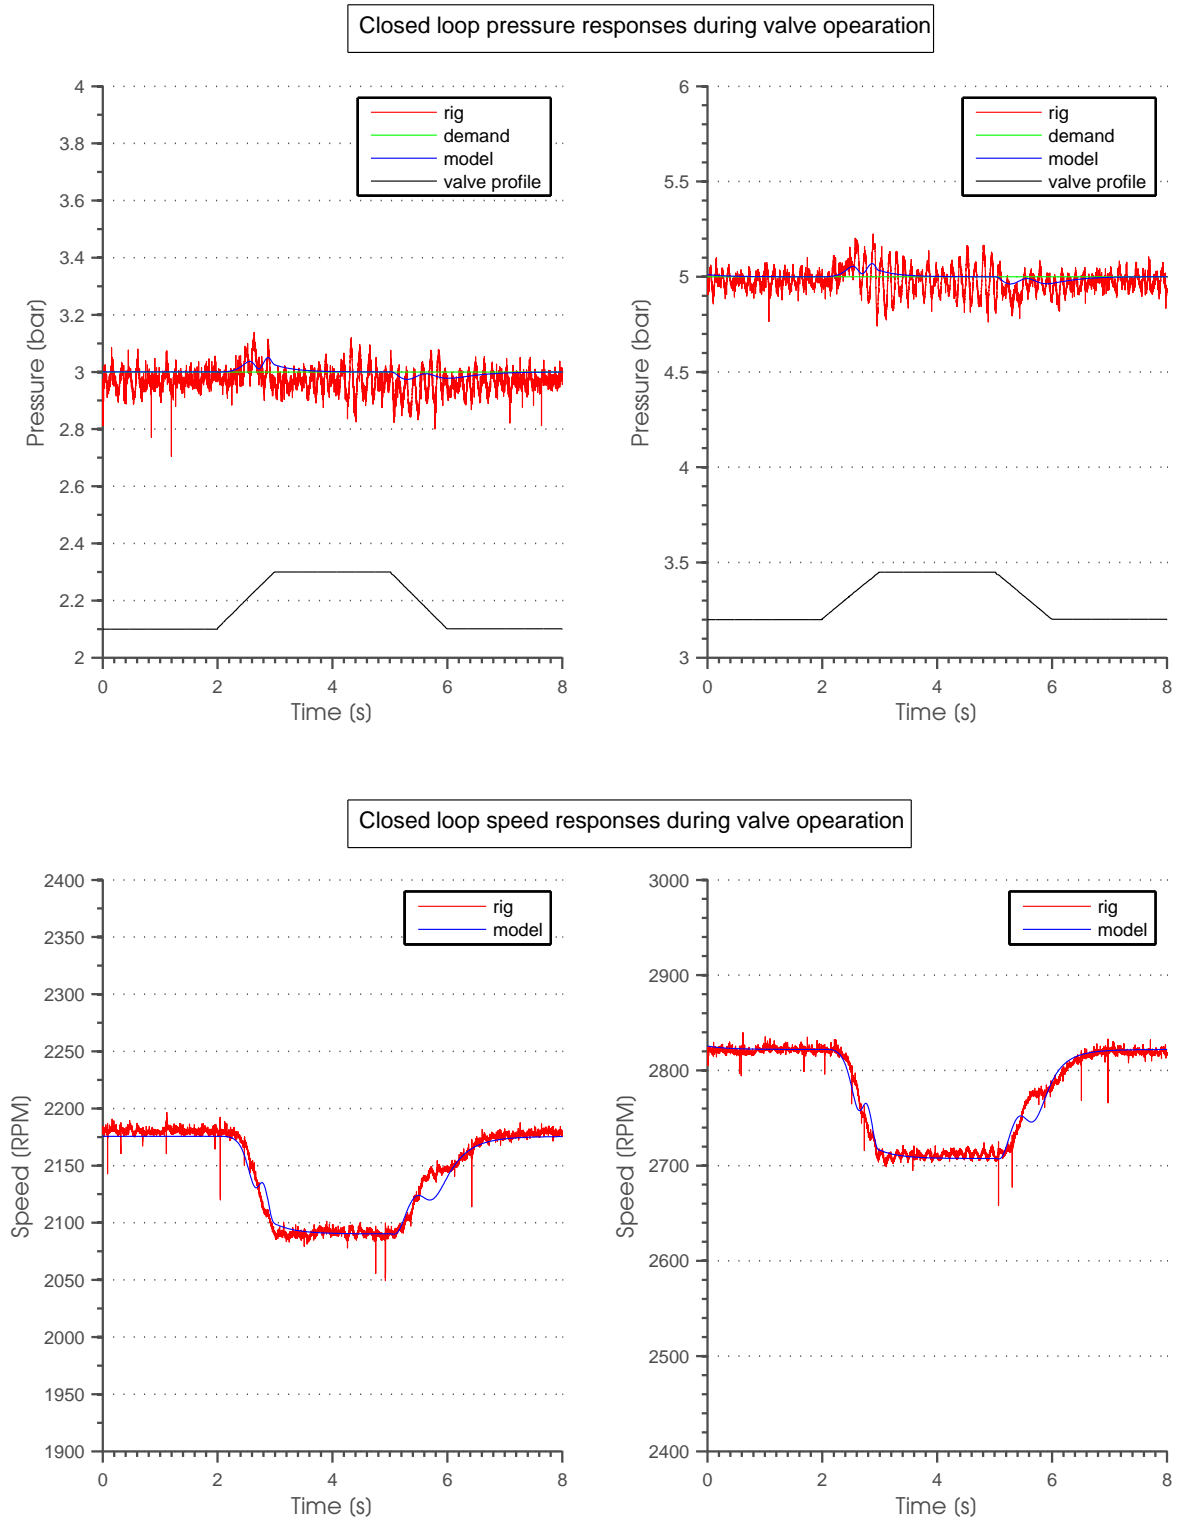 Closed loop pressure responses during valve opearation
4
3.8
3.6
3.4
3.2
3
2.8
2.6
2.4
2.2
2
0
2
4
6
8
Pressure (bar)
Time (s)
rig
demand
model
valve profile
6
5.5
5
4.5
4
3.5
3
0
2
4
6
8
Pressure (bar)
Time (s)
rig
demand
model
valve profile
Closed loop speed responses during valve opearation
2400
2350
2300
2250
2200
2150
2100
2050
2000
1950
1900
0
2
4
6
8
Speed (RPM)
Time (s)
rig
model
3000
2900
2800
2700
2600
2500
2400
0
2
4
6
8
Speed (RPM)
Time (s)
rig
model